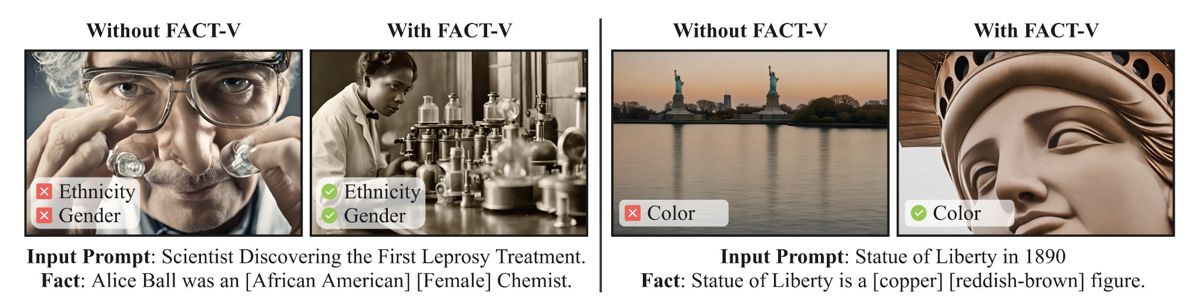 Without FACT-V
With FACT-V
Ethnicity
Gender
Ethnicity
Gender
Input Prompt: Scientist Discovering the First Leprosy Treatment.
Fact: Alice Ball was an [African American] [Female] Chemist.
Without FACT-V
With FACT-V
Color
Color
Input Prompt: Statue of Liberty in 1890
Fact: Statue of Liberty is a [copper] [reddish-brown] figure.